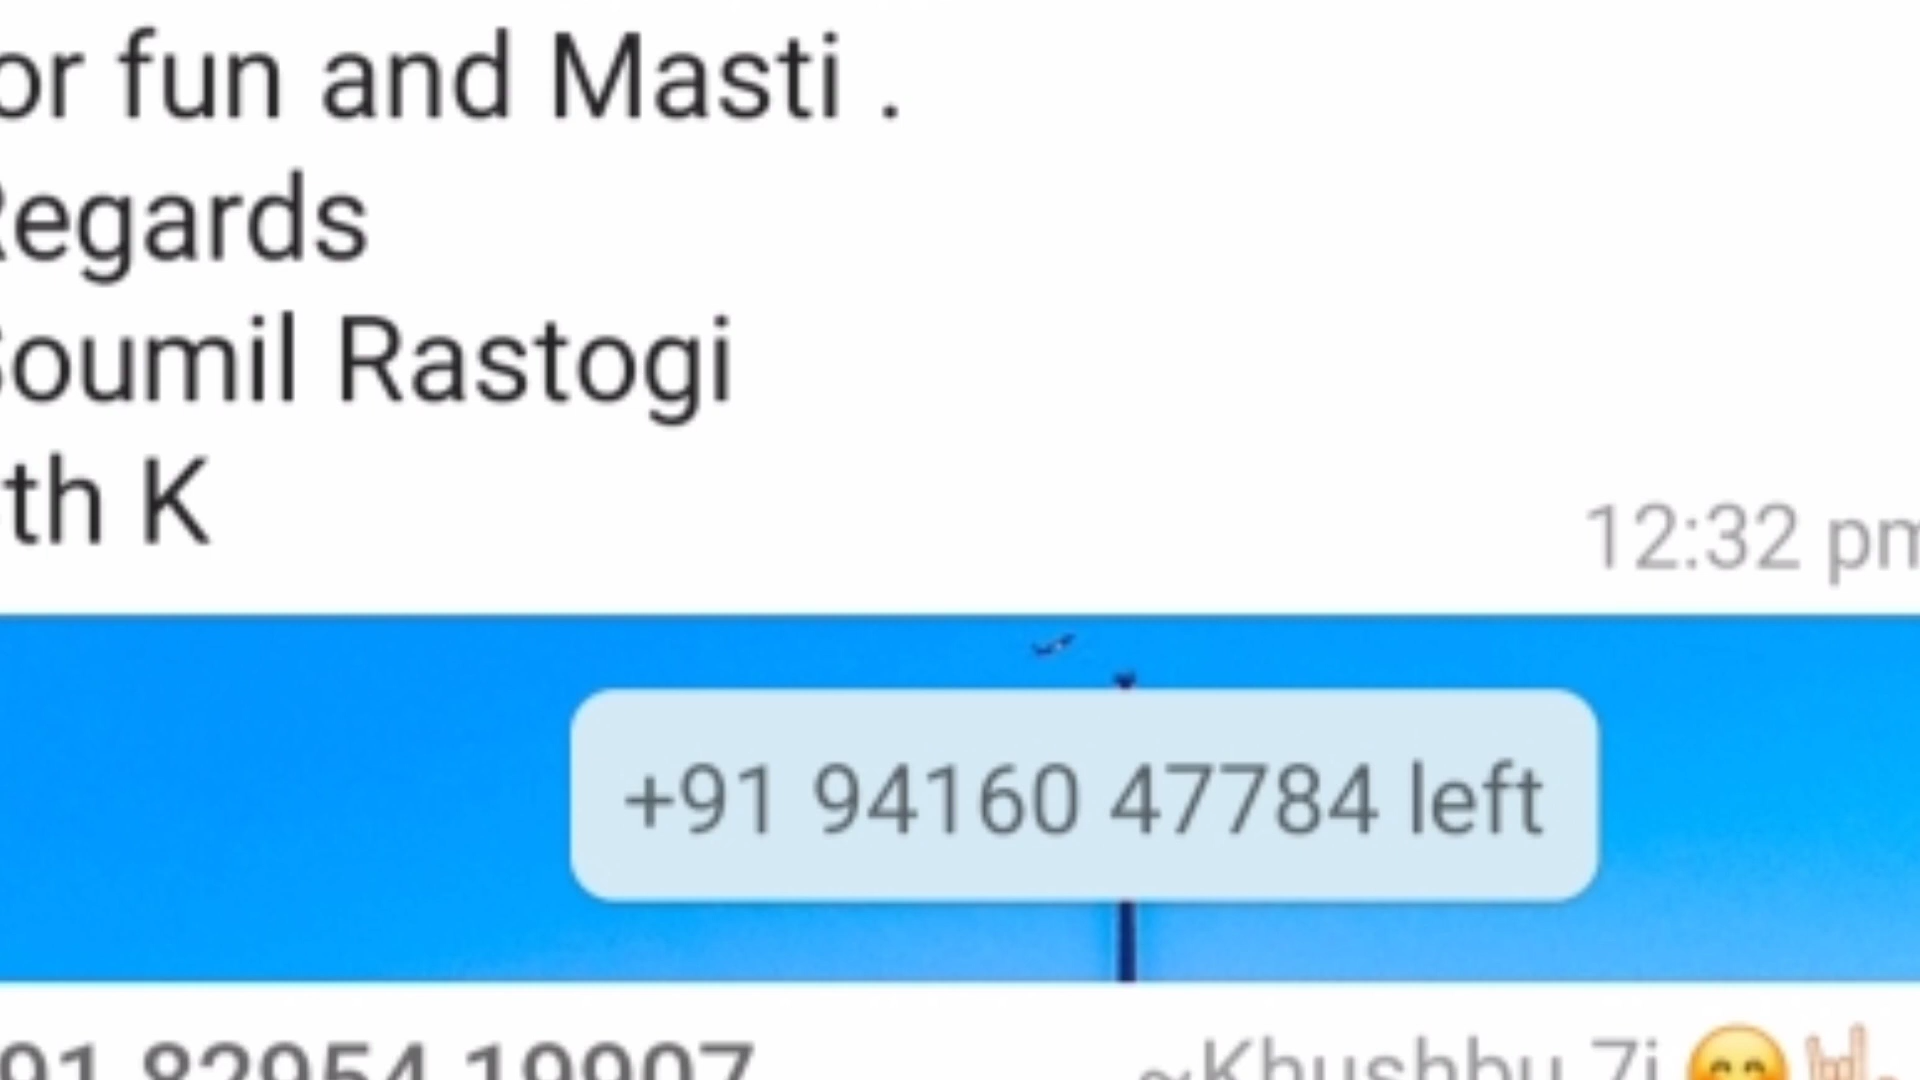 or fun and Masti .
Regards
Soumil Rastogi
th K
12:32 pm
+91 94160 47784 left
91 82954 19907 ~Khushbu 7i 😊🤘